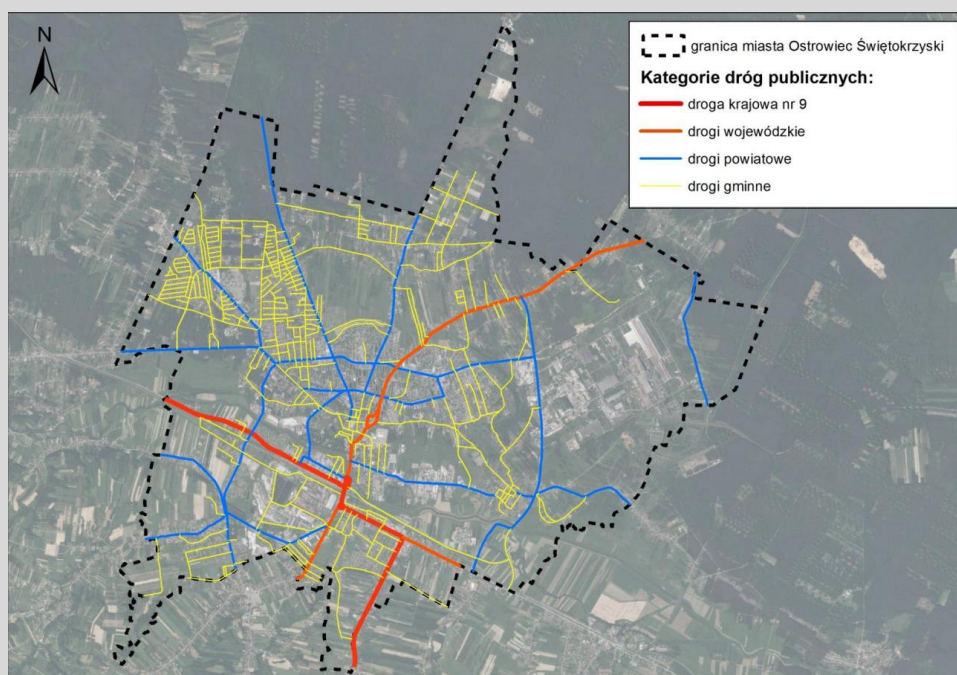 N
granica miasta Ostrowiec Świętokrzyski
Kategorie dróg publicznych:
droga krajowa nr 9
drogi wojewódzkie
drogi powiatowe
drogi gminne